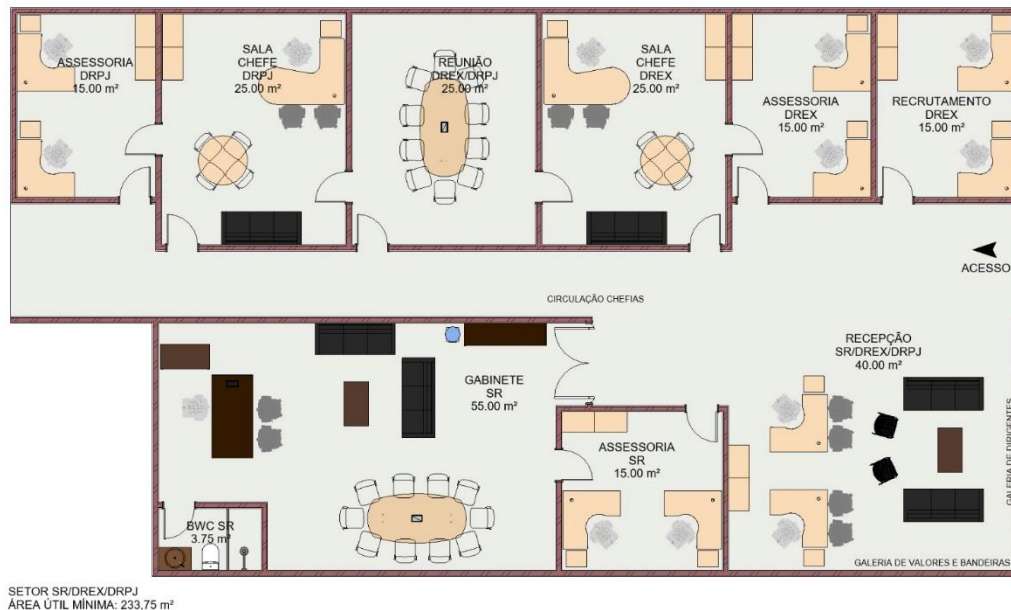 ASSESSORIA
DRPJ
15.00 m²
SALA
CHEFE
DRPJ
25.00 m²
REUNIÃO
DREX/DRPJ
25.00 m²
SALA
CHEFE
DREX
25.00 m²
ASSESSORIA
DREX
15.00 m²
RECRUTAMENTO
DREX
15.00 m²
ACESSO
CIRCULAÇÃO CHEFIAS
RECEPÇÃO
SR/DREX/DRPJ
40.00 m²
GABINETE
SR
55.00 m²
ASSESSORIA
SR
15.00 m²
BWC SR
3.75 m²
GALERIA DE DIRIGENTES
GALERIA DE VALORES E BANDEIRAS
SETOR SR/DREX/DRPJ
ÁREA ÚTIL MÍNIMA: 233,75 m²